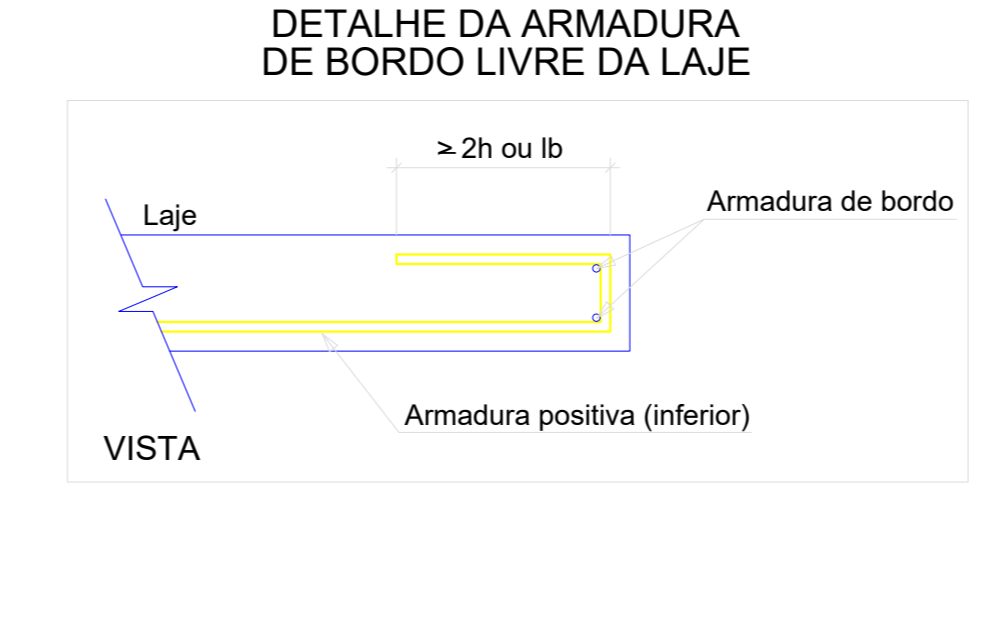 DETALHE DA ARMADURA
DE BORDO LIVRE DA LAJE
≥ 2h ou lb
Armadura de bordo
Laje
Armadura positiva (inferior)
VISTA